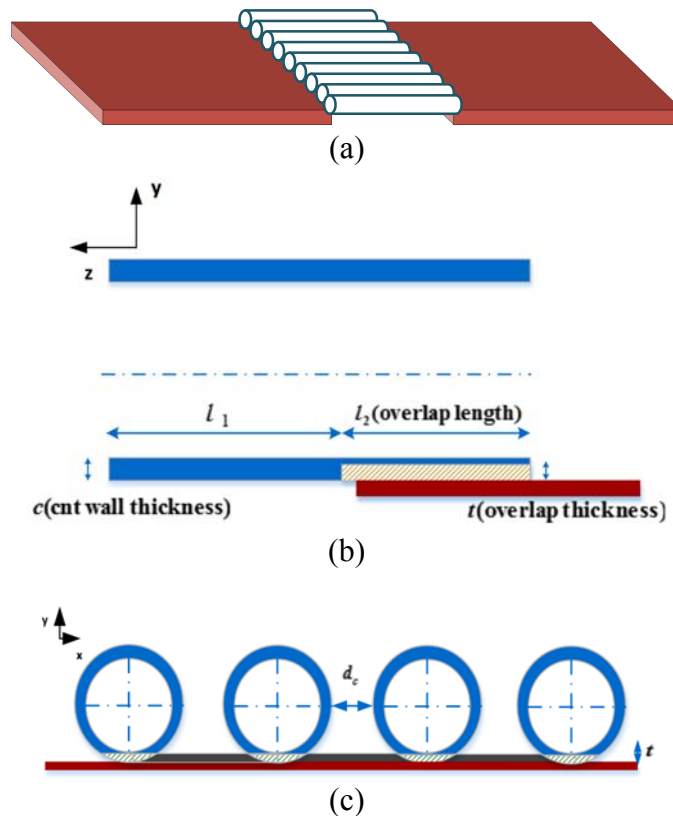 (a)
y
z
l 1
l2(overlap length)
c(cnt wall thickness)
t(overlap thickness)
(b)
y
x
dc
t
(c)